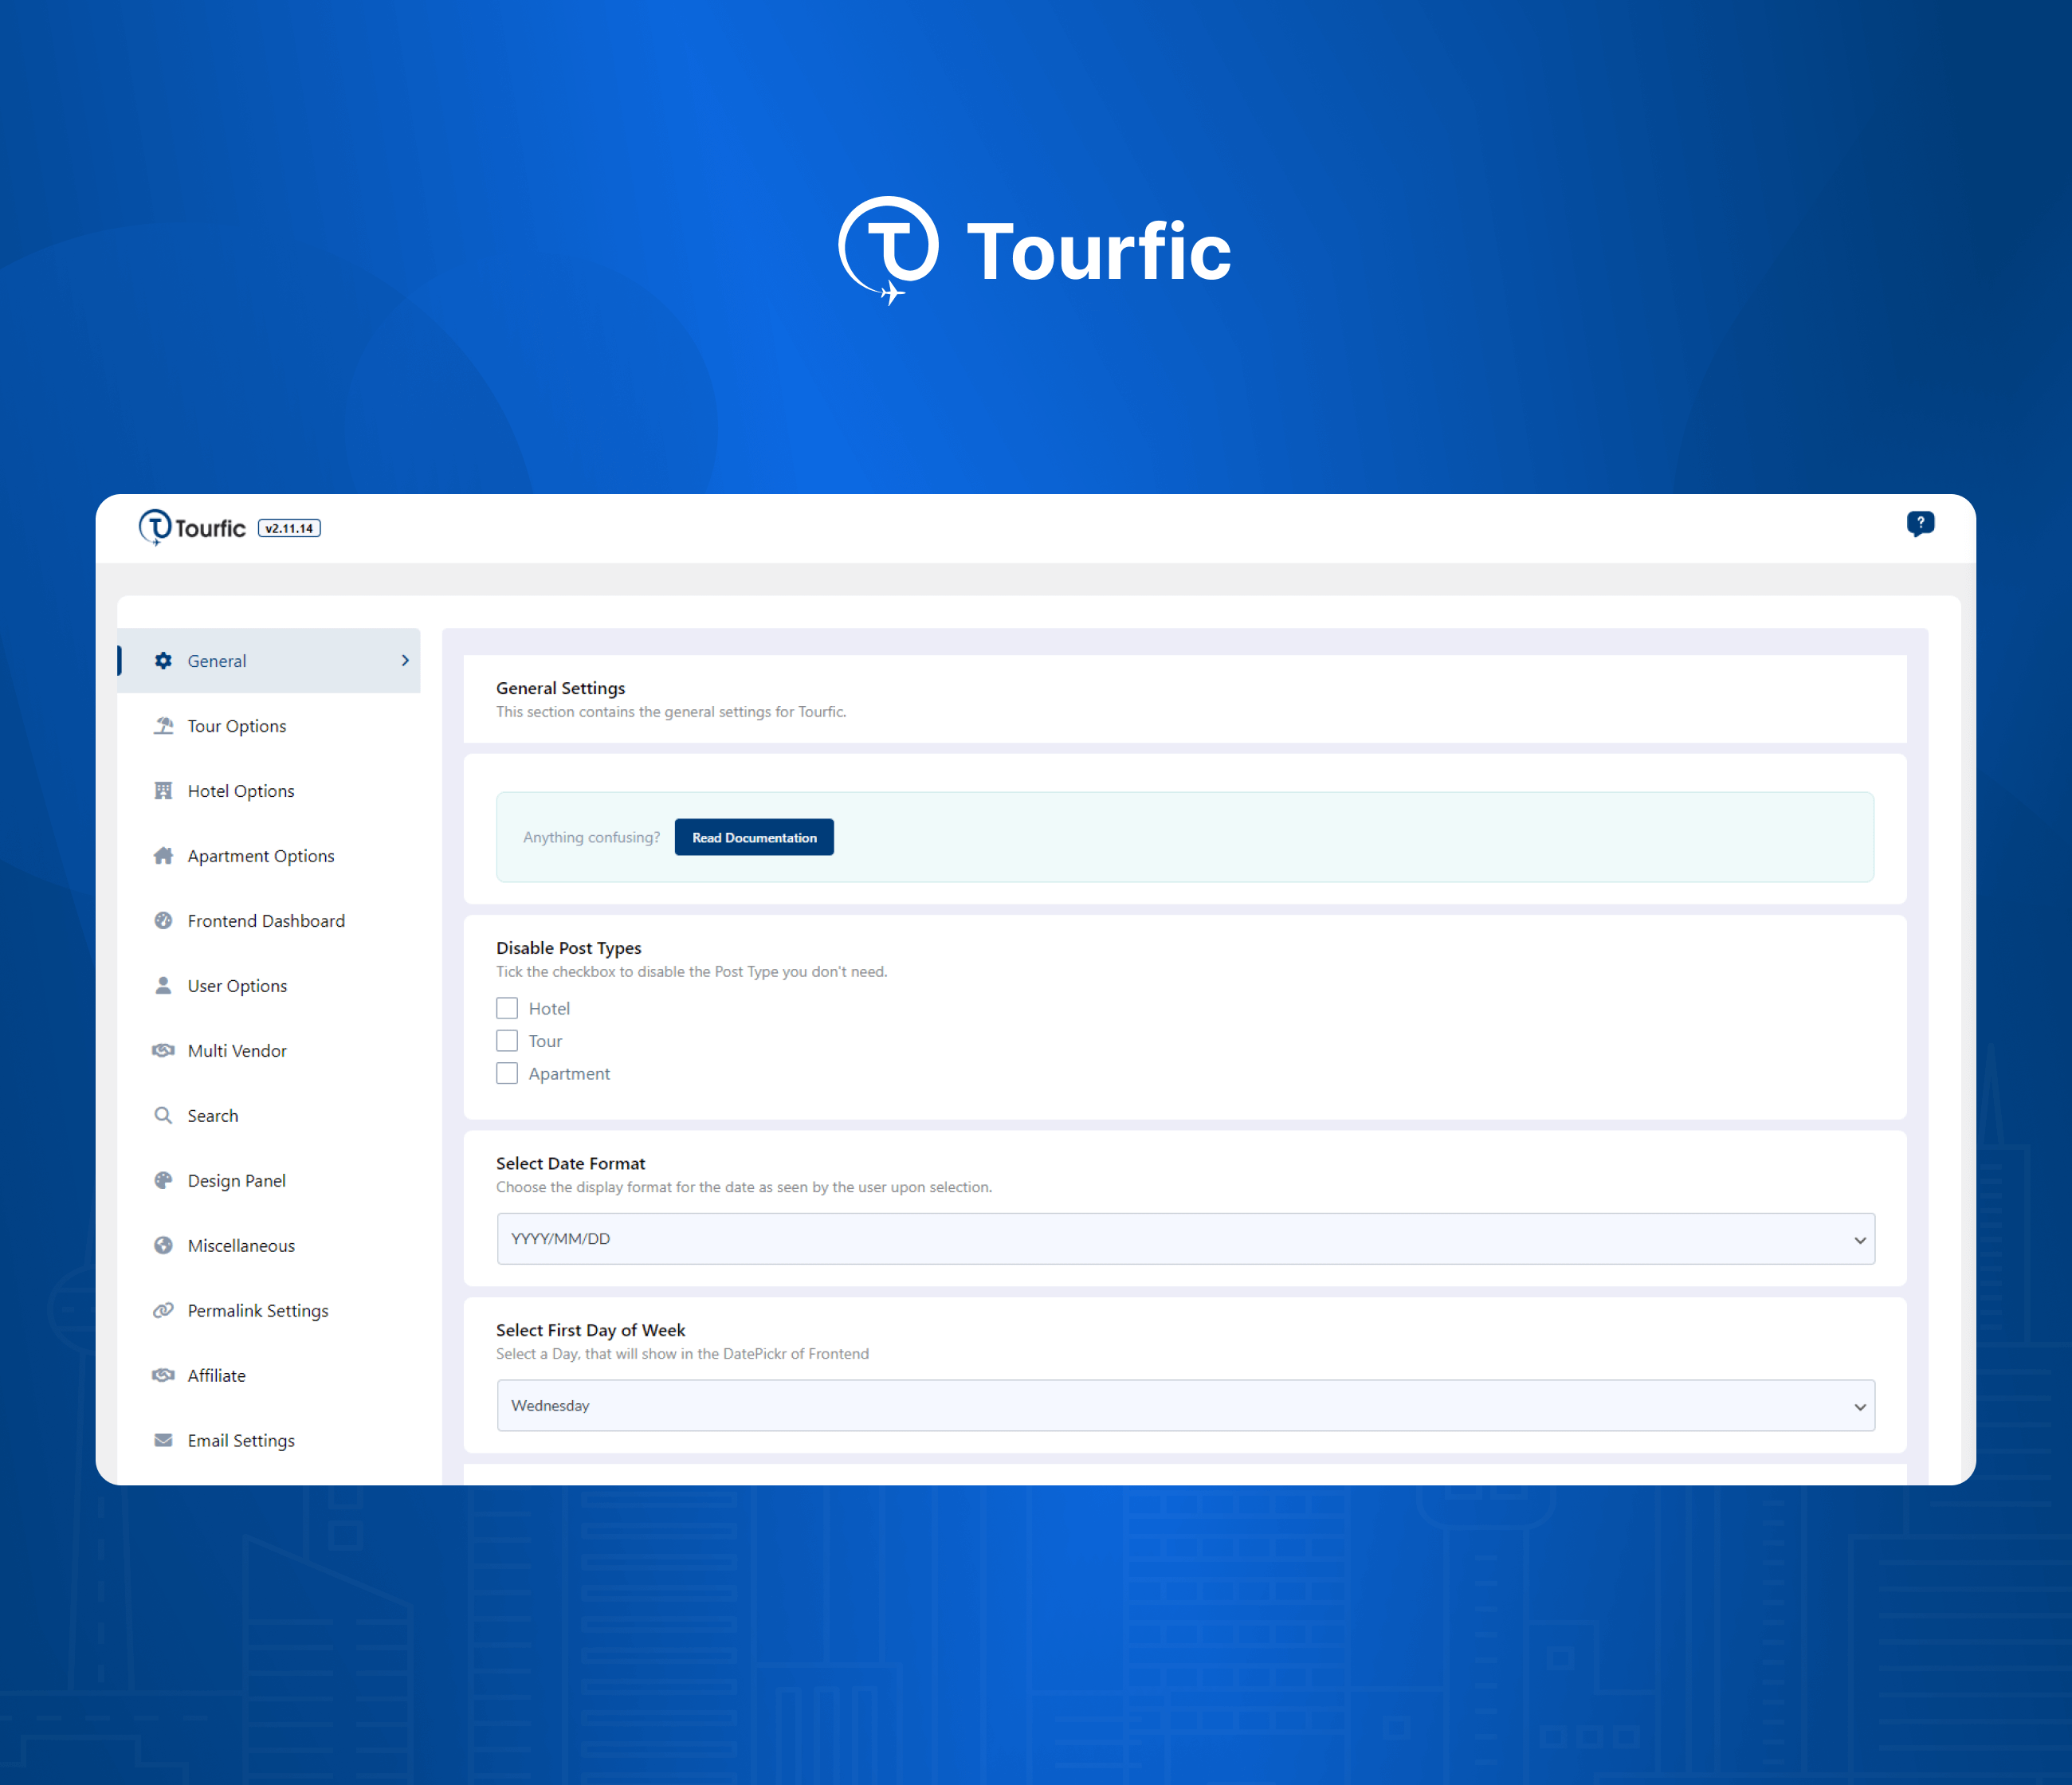 Tourfic
Tourfic v2.11.14
?
General
Tour Options
Hotel Options
Apartment Options
Frontend Dashboard
User Options
Multi Vendor
Search
Design Panel
Miscellaneous
Permalink Settings
Affiliate
Email Settings
General Settings
This section contains the general settings for Tourfic.
Anything confusing? Read Documentation
Disable Post Types
Tick the checkbox to disable the Post Type you don't need.
Hotel
Tour
Apartment
Select Date Format
Choose the display format for the date as seen by the user upon selection.
YYYY/MM/DD
Select First Day of Week
Select a Day, that will show in the DatePickr of Frontend
Wednesday